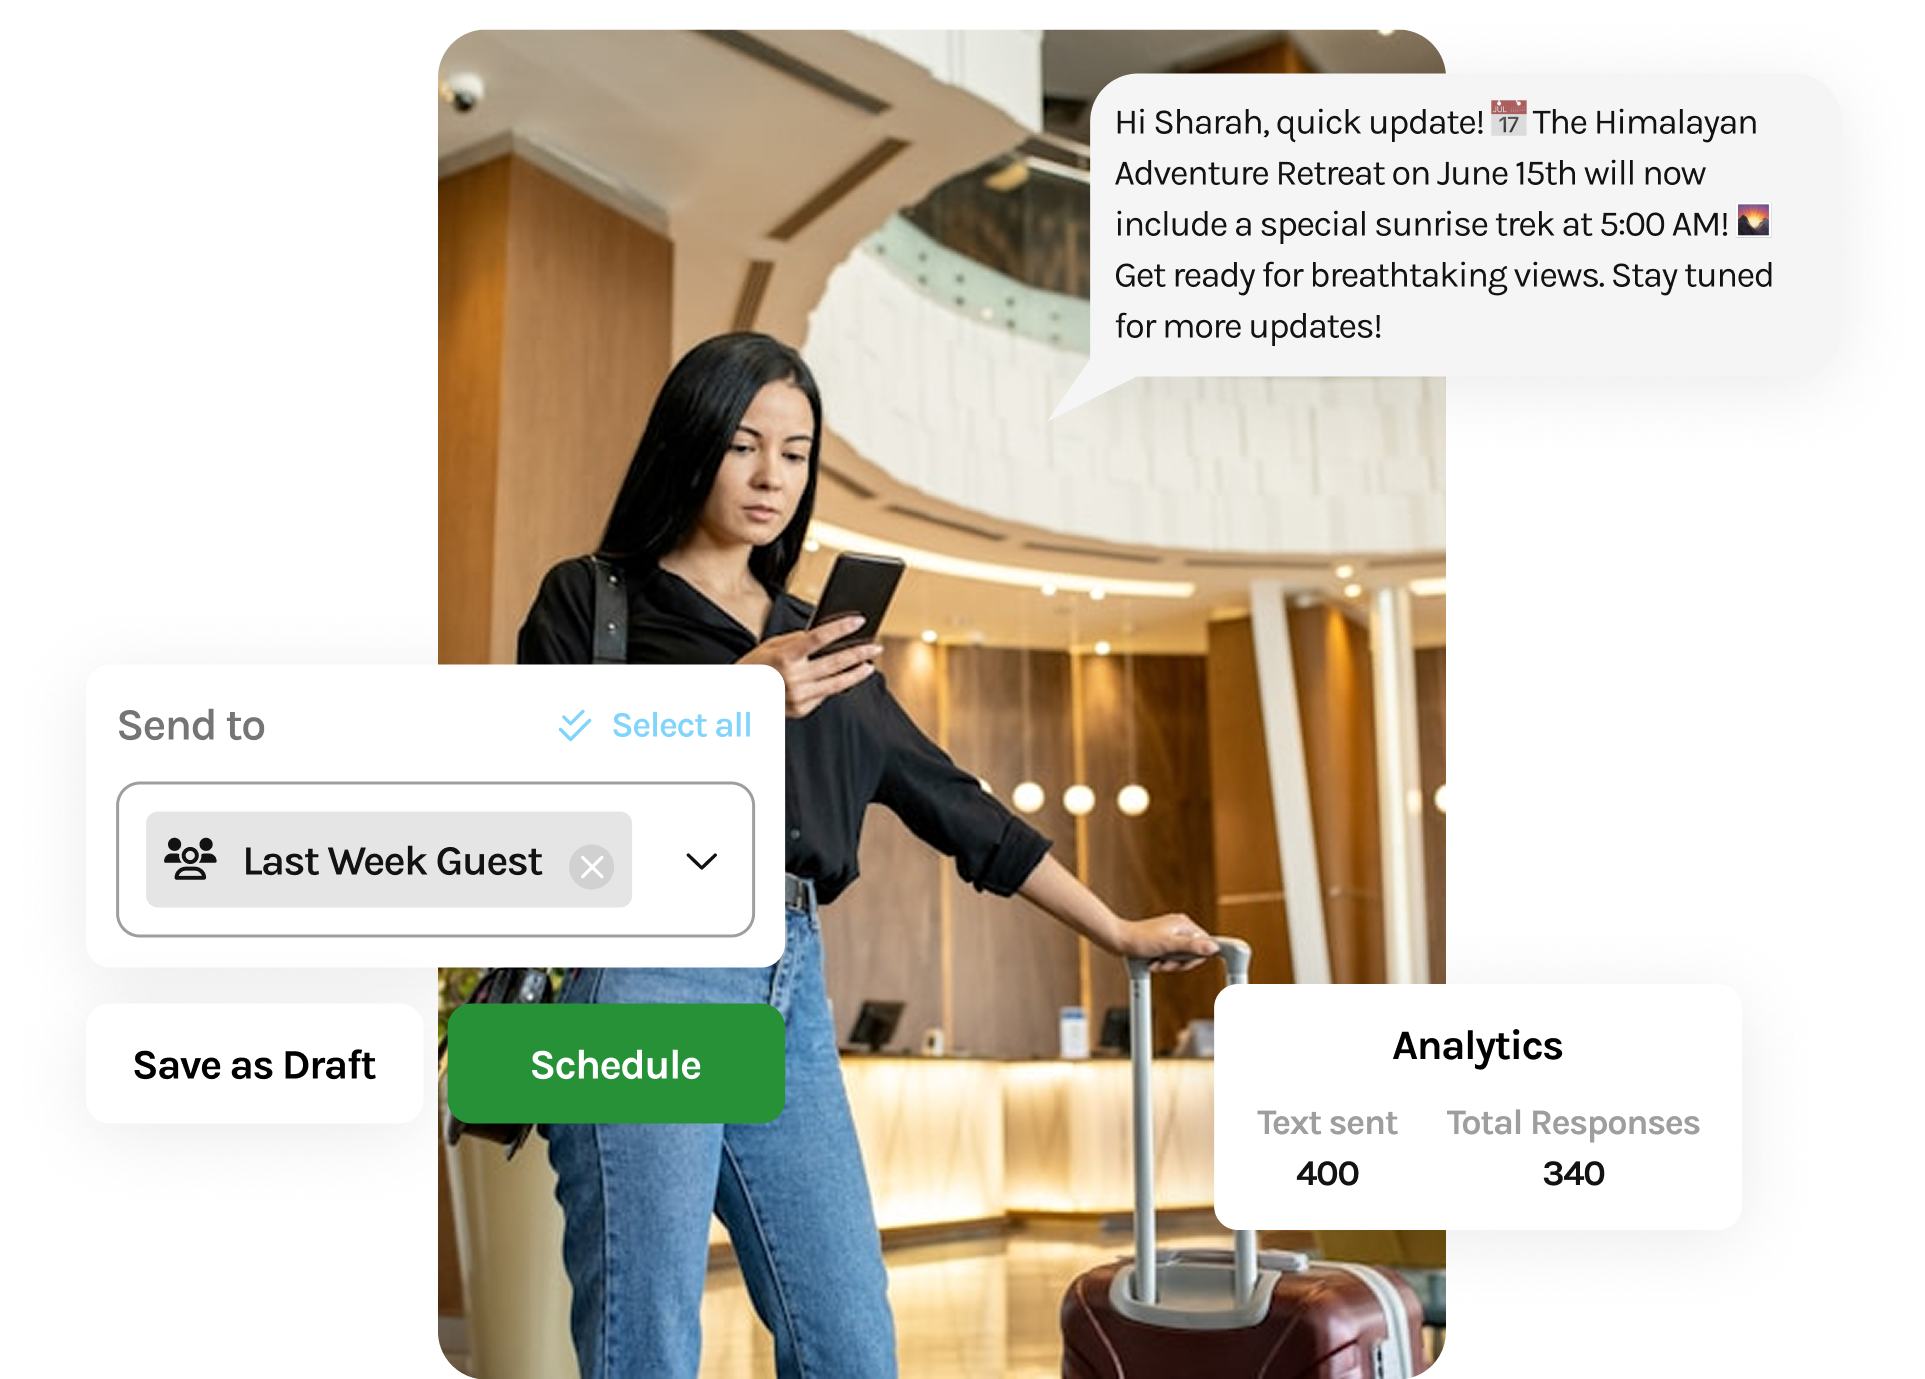 Hi Sharah, quick update! 📅 The Himalayan
Adventure Retreat on June 15th will now
include a special sunrise trek at 5:00 AM! 🌄
Get ready for breathtaking views. Stay tuned
for more updates!
Send to
Select all
Last Week Guest
Save as Draft
Schedule
Analytics
Text sent
Total Responses
400
340